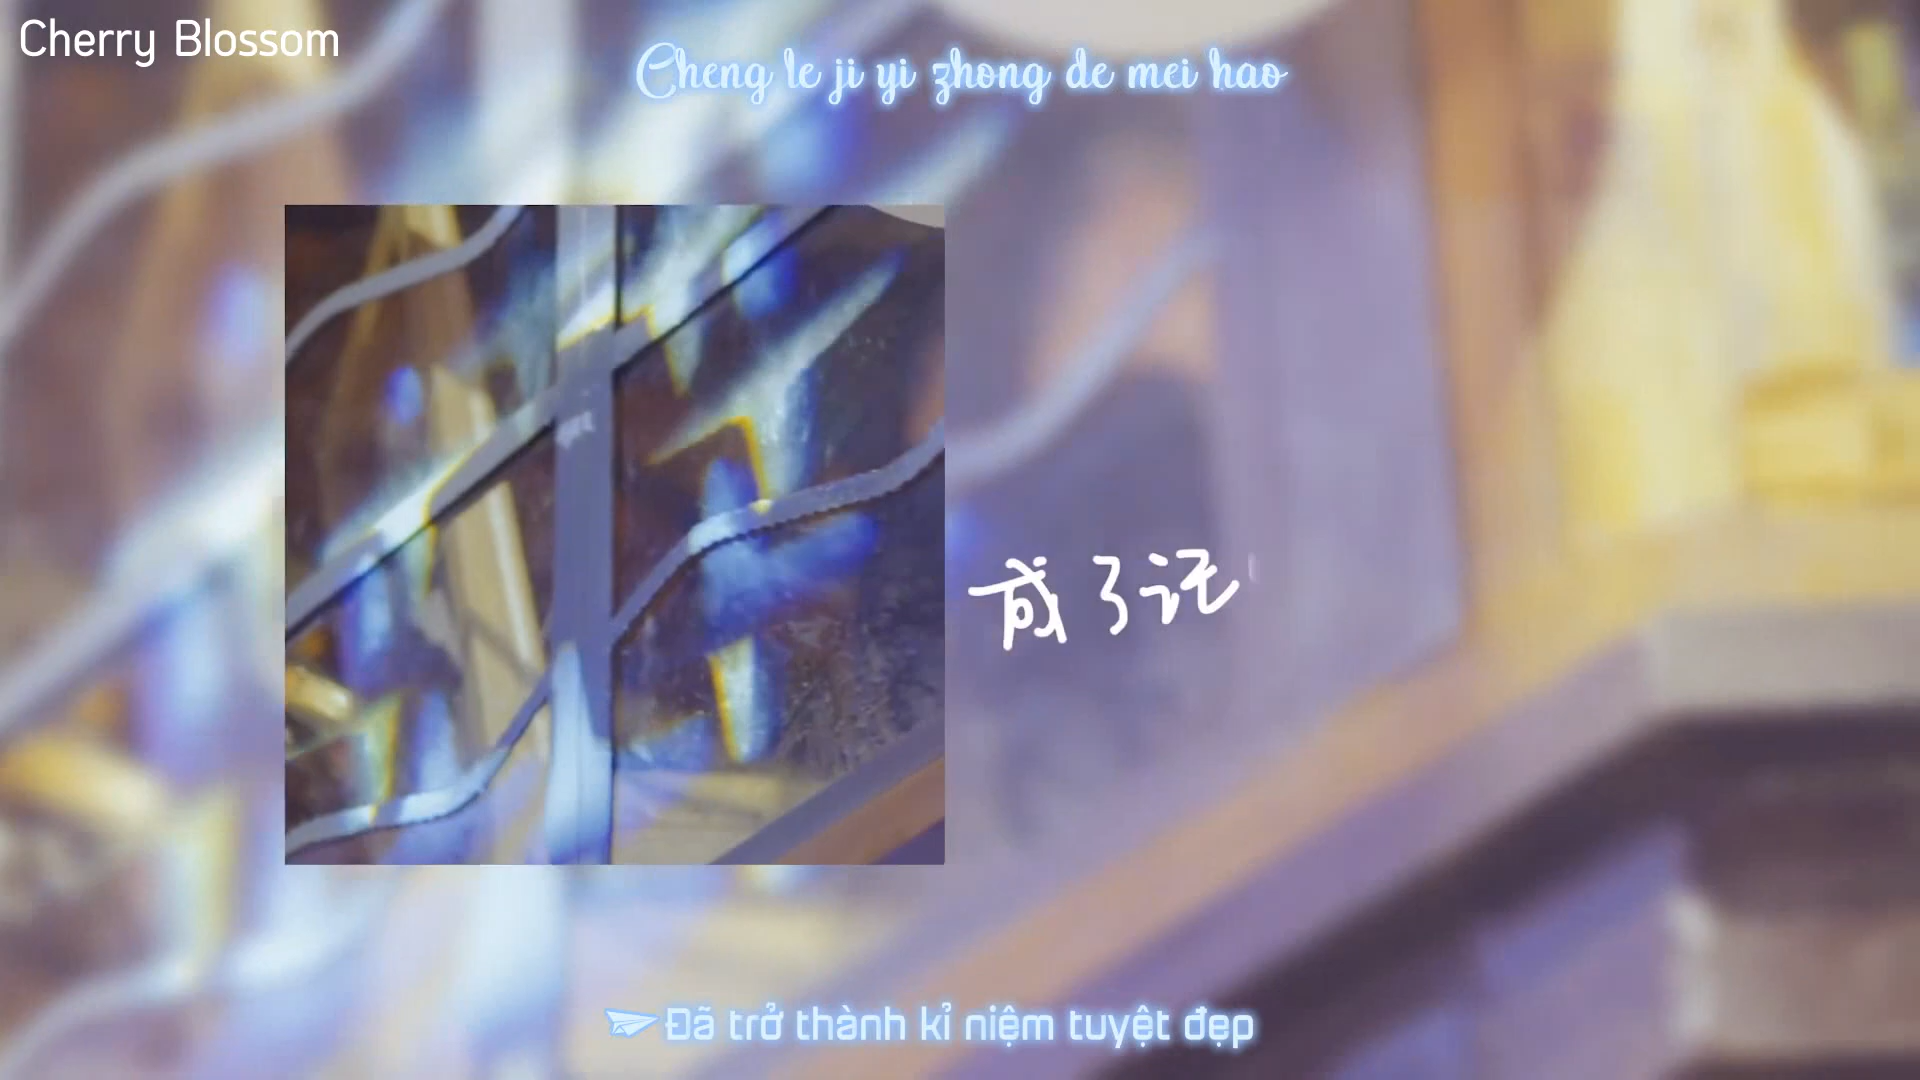 Cherry Blossom
Cheng le ji yi zhong de mei hao
成了记
Đã trở thành kỉ niệm tuyệt đẹp